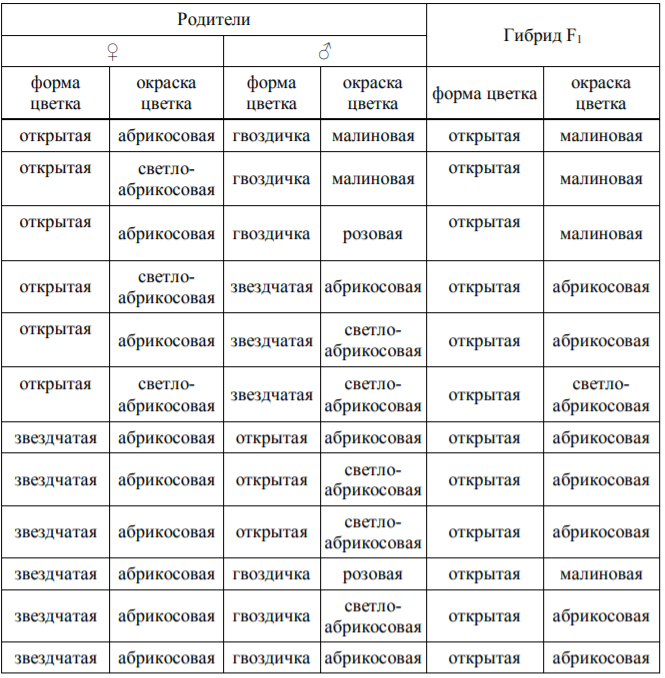 Родители
Гибрид F₁
♀
♂
форма цветка
окраска цветка
форма цветка
окраска цветка
форма цветка
окраска цветка
открытая абрикосовая гвоздичка малиновая открытая малиновая
открытая светло-абрикосовая гвоздичка малиновая открытая малиновая
открытая абрикосовая гвоздичка розовая открытая малиновая
открытая светло-абрикосовая звездчатая абрикосовая открытая абрикосовая
открытая абрикосовая звездчатая светло-абрикосовая открытая абрикосовая
открытая светло-абрикосовая звездчатая светло-абрикосовая открытая светло-абрикосовая
звездчатая абрикосовая открытая абрикосовая открытая абрикосовая
звездчатая абрикосовая открытая светло-абрикосовая открытая абрикосовая
звездчатая абрикосовая открытая светло-абрикосовая открытая абрикосовая
звездчатая абрикосовая гвоздичка розовая открытая малиновая
звездчатая абрикосовая гвоздичка светло-абрикосовая открытая абрикосовая
звездчатая абрикосовая гвоздичка абрикосовая открытая абрикосовая